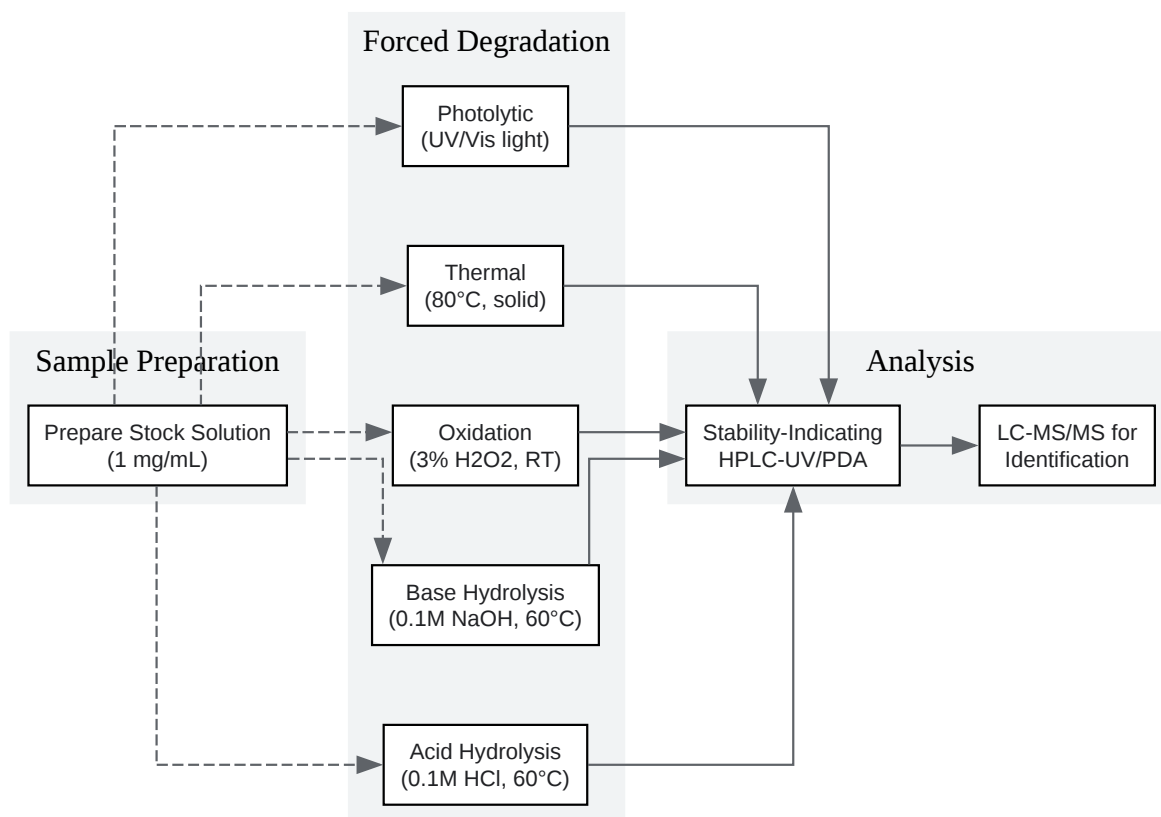 Forced Degradation
Photolytic
(UV/Vis light)
Thermal
(80°C, solid)
Sample Preparation
Analysis
Prepare Stock Solution
(1 mg/mL)
Oxidation
(3% H2O2, RT)
Stability-Indicating
HPLC-UV/PDA
LC-MS/MS for
Identification
Base Hydrolysis
(0.1M NaOH, 60°C)
Acid Hydrolysis
(0.1M HCl, 60°C)